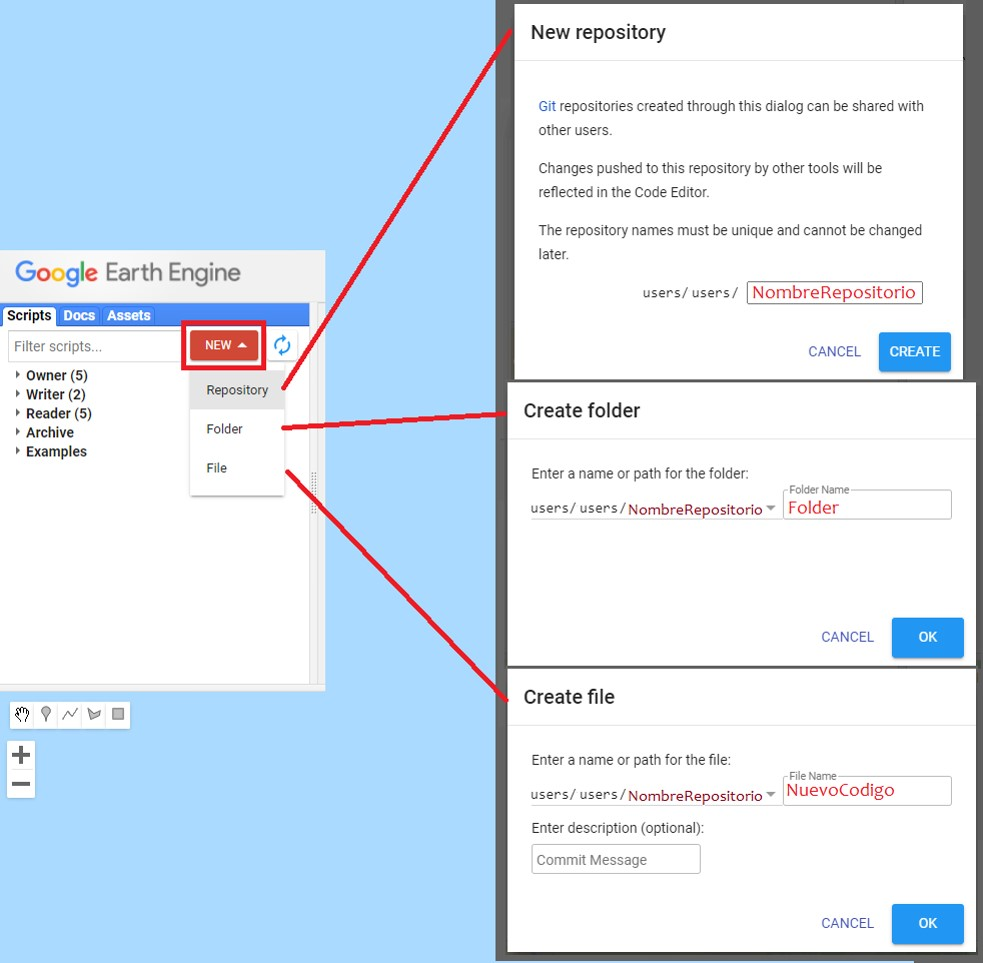 Google Earth Engine
Scripts Docs Assets
Filter scripts...
NEW
Owner (5)
Writer (2)
Reader (5)
Archive
Examples
Repository
Folder
File
New repository
Git repositories created through this dialog can be shared with
other users.
Changes pushed to this repository by other tools will be
reflected in the Code Editor.
The repository names must be unique and cannot be changed
later.
users/ users/ NombreRepositorio
CANCEL CREATE
Create folder
Enter a name or path for the folder:
Folder Name
users/ users/ NombreRepositorio Folder
CANCEL OK
Create file
Enter a name or path for the file:
File Name
users/ users/ NombreRepositorio NuevoCodigo
Enter description (optional):
Commit Message
CANCEL OK